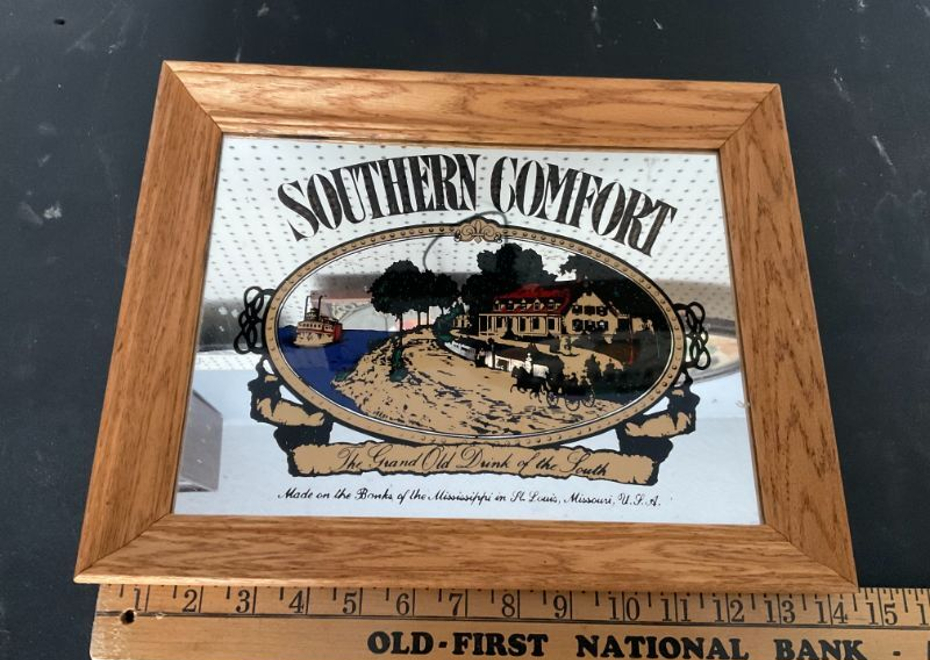 SOUTHERN COMFORT
The Grand Old Drink of the South
Made on the Banks of the Mississippi in St. Louis, Missouri, U.S.A.
1 2 3 4 5 6 7 8 9 10 11 12 13 14 15
OLD-FIRST NATIONAL BANK -